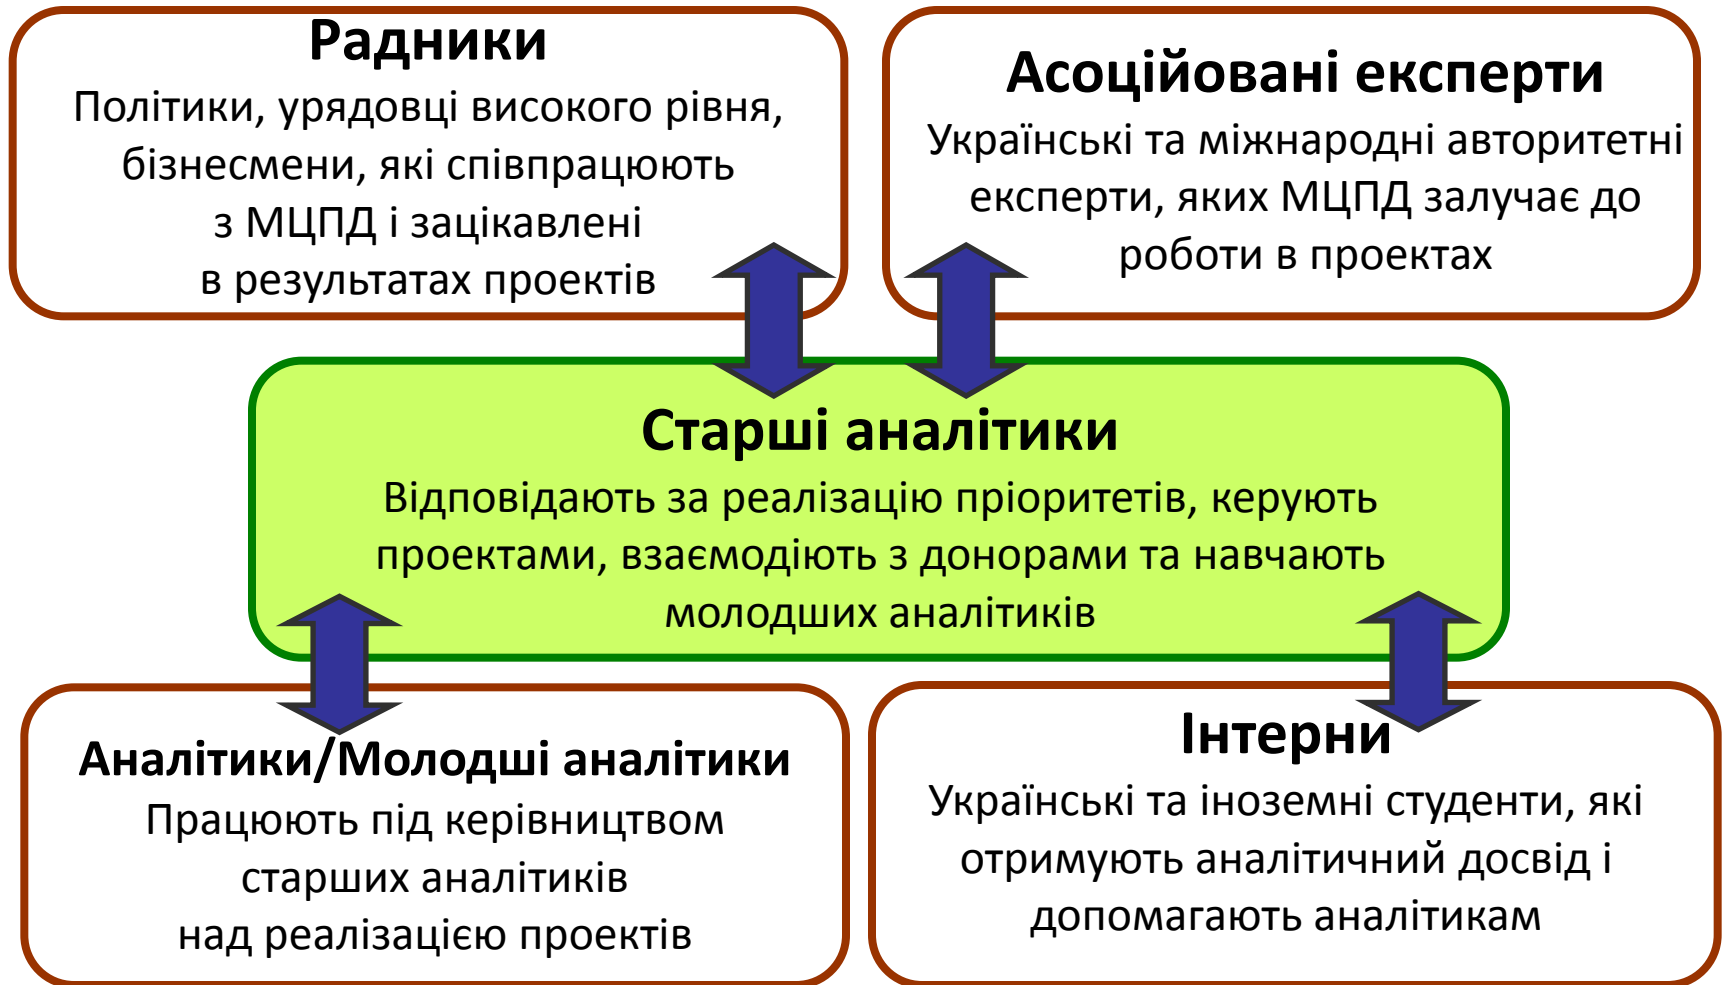 Радники
Політики, урядовці високого рівня,
бізнесмени, які співпрацюють
з МЦПД і зацікавлені
в результатах проектів
Асоційовані експерти
Українські та міжнародні авторитетні
експерти, яких МЦПД залучає до
роботи в проектах
Старші аналітики
Відповідають за реалізацію пріоритетів, керують
проектами, взаємодіють з донорами та навчають
молодших аналітиків
Аналітики/Молодші аналітики
Працюють під керівництвом
старших аналітиків
над реалізацією проектів
Інтерни
Українські та іноземні студенти, які
отримують аналітичний досвід і
допомагають аналітикам